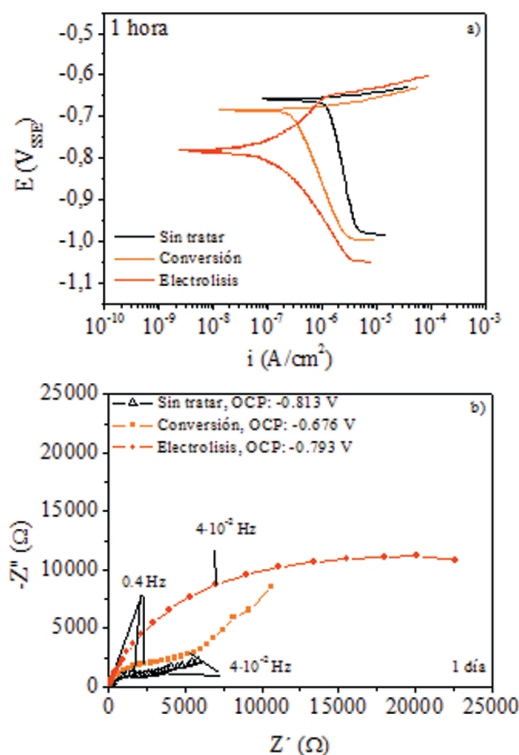 1 hora
a)
-0,5
-0,6
-0,7
-0,8
-0,9
-1,0
-1,1
E (V_SSE)
Sin tratar
Conversión
Electrolisis
10^-10 10^-9 10^-8 10^-7 10^-6 10^-5 10^-4 10^-3
i (A/cm²)
25000
20000
15000
10000
5000
0
-Z'' (Ω)
Sin tratar, OCP: -0.813 V
Conversión, OCP: -0.676 V
Electrolisis, OCP: -0.793 V
b)
4·10^-2 Hz
0.4 Hz
4·10^-2 Hz
1 día
0 5000 10000 15000 20000 25000
Z´ (Ω)